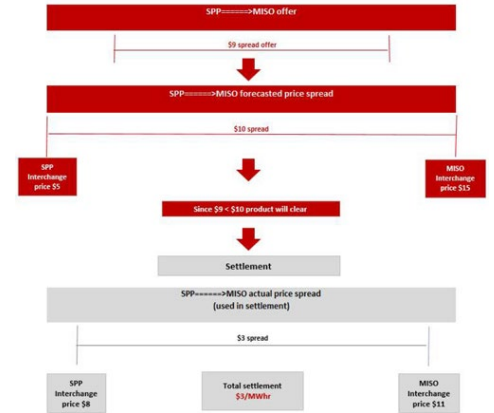 SPP======>MISO offer
$9 spread offer
SPP======>MISO forecasted price spread
$10 spread
SPP
Interchange
price $5
MISO
Interchange
price $15
Since $9 < $10 product will clear
Settlement
SPP======>MISO actual price spread
(used in settlement)
$3 spread
SPP
Interchange
price $8
Total settlement
$3/MWhr
MISO
Interchange
price $11